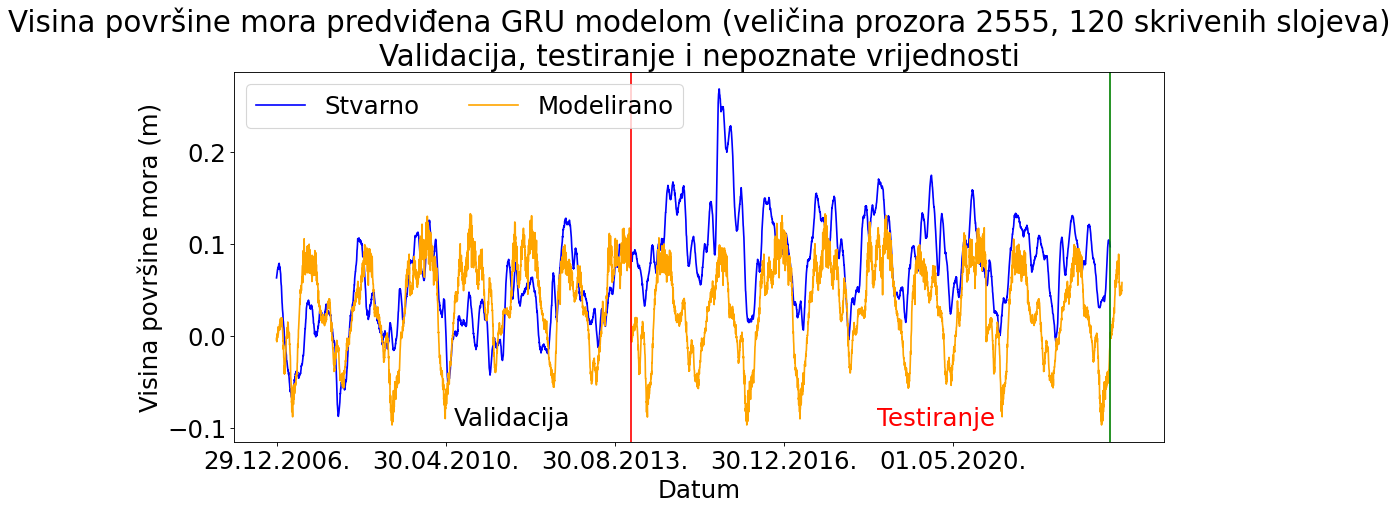 Visina površine mora predviđena GRU modelom (veličina prozora 2555, 120 skrivenih slojeva)
Validacija, testiranje i nepoznate vrijednosti
Stvarno
Modelirano
Visina površine mora (m)
0.2
0.1
0.0
−0.1
Validacija
Testiranje
29.12.2006.
30.04.2010.
30.08.2013.
30.12.2016.
01.05.2020.
Datum